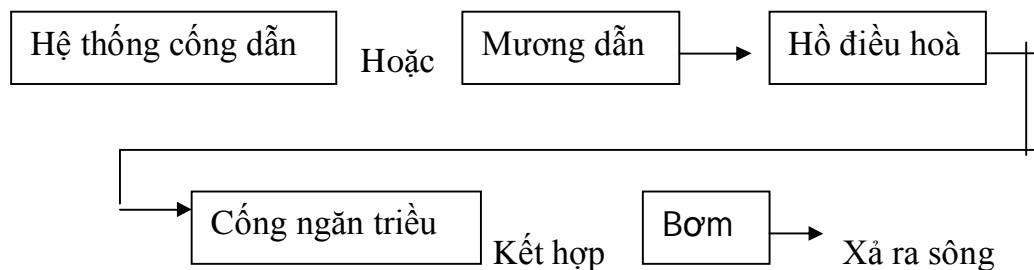 Hệ thống cống dẫn Hoặc Mương dẫn Hồ điều hoà
Cống ngăn triều Kết hợp Bơm Xả ra sông